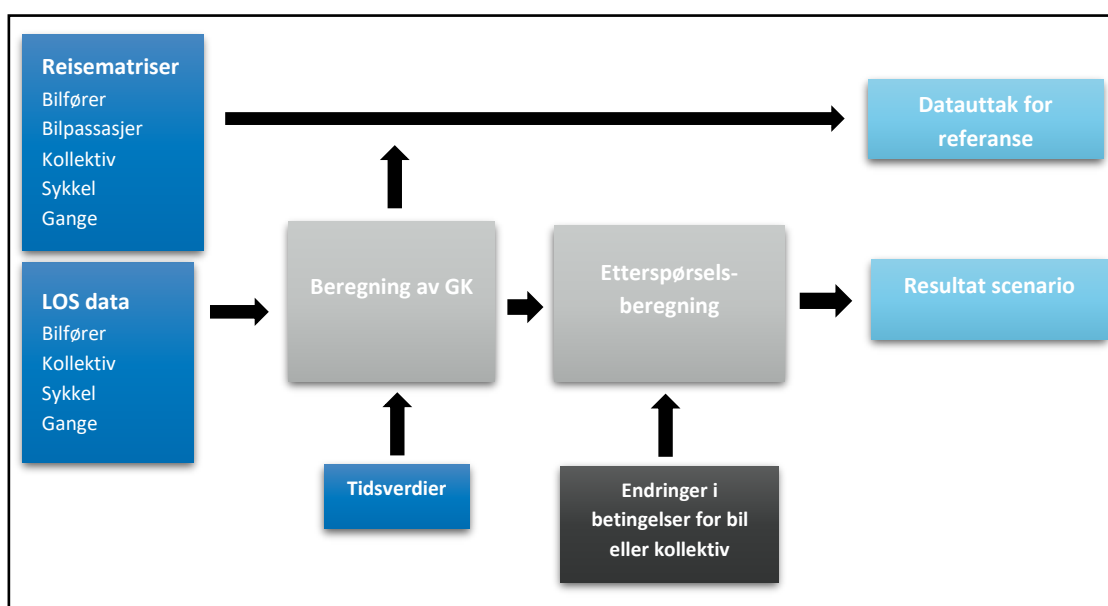 Reisematriser
Bilfører
Bilpassasjer
Kollektiv
Sykkel
Gange
Datauttak for
referanse
LOS data
Bilfører
Kollektiv
Sykkel
Gange
Beregning av GK
Etterspørsels-
beregning
Resultat scenario
Tidsverdier
Endringer i
betingelser for bil
eller kollektiv